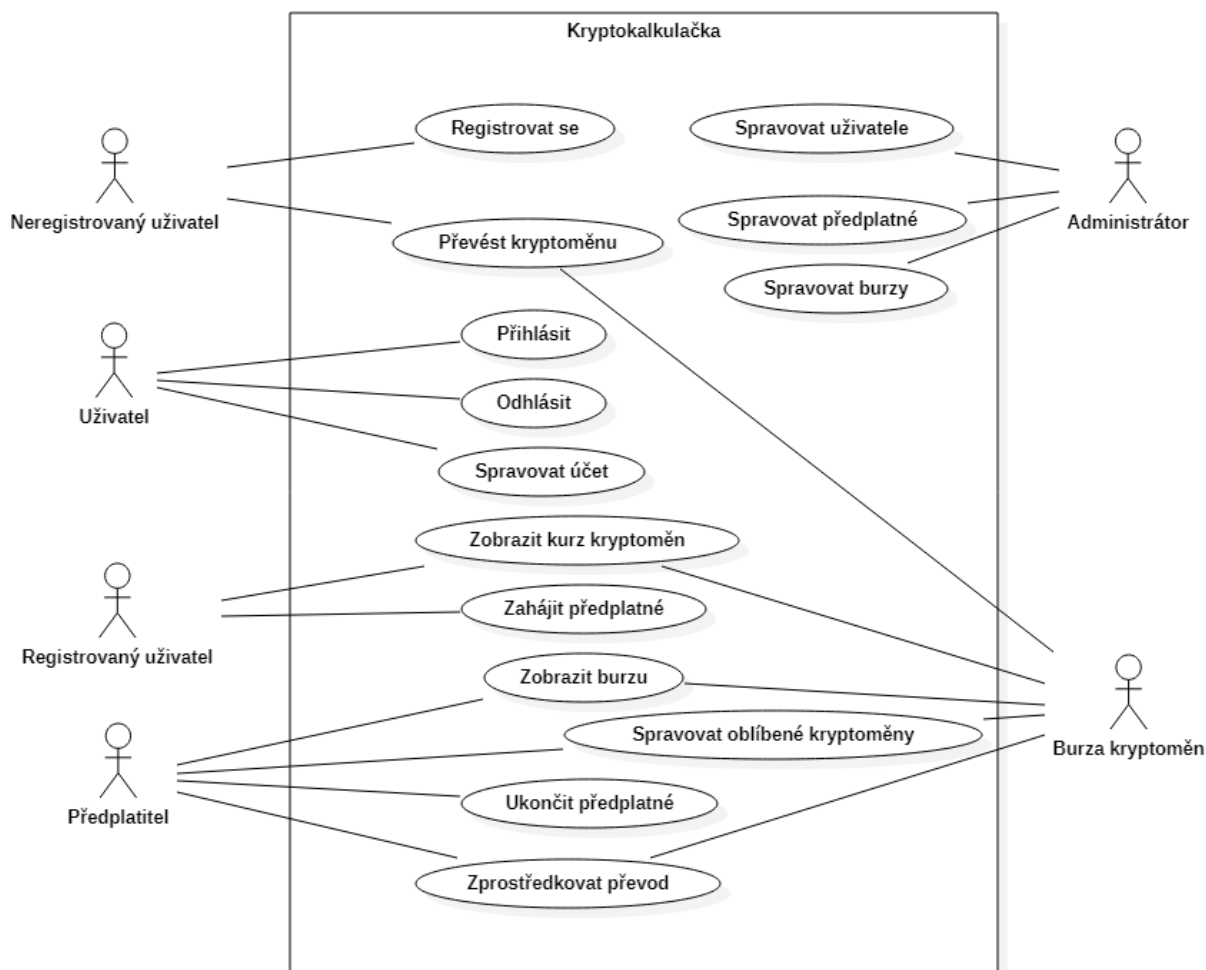 Kryptokalkulačka
Registrovat se
Spravovat uživatele
Neregistrovaný uživatel
Spravovat předplatné
Administrátor
Převést kryptoměnu
Spravovat burzy
Přihlásit
Uživatel
Odhlásit
Spravovat účet
Zobrazit kurz kryptoměn
Zahájit předplatné
Registrovaný uživatel
Zobrazit burzu
Spravovat oblíbené kryptoměny
Burza kryptoměn
Ukončit předplatné
Předplatitel
Zprostředkovat převod